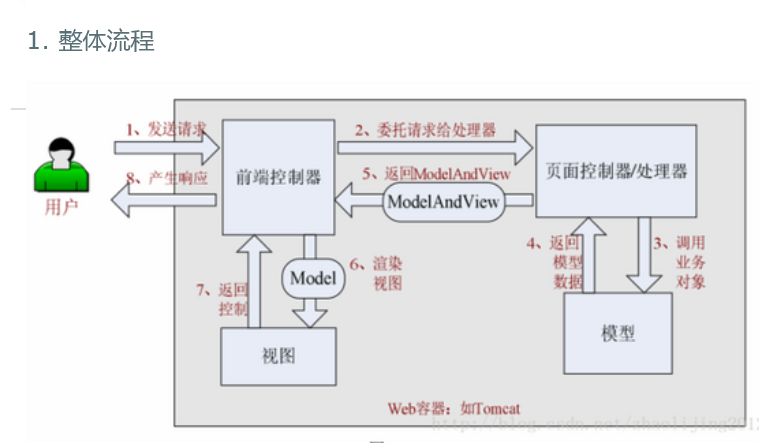 1. 整体流程
1、发送请求
2、委托请求给处理器
前端控制器
页面控制器/处理器
5、返回ModelAndView
ModelAndView
8、产生响应
用户
4、返回
模型
数据
3、调用
业务
对象
6、渲染
视图
Model
7、返回
控制
视图
模型
Web容器：如Tomcat